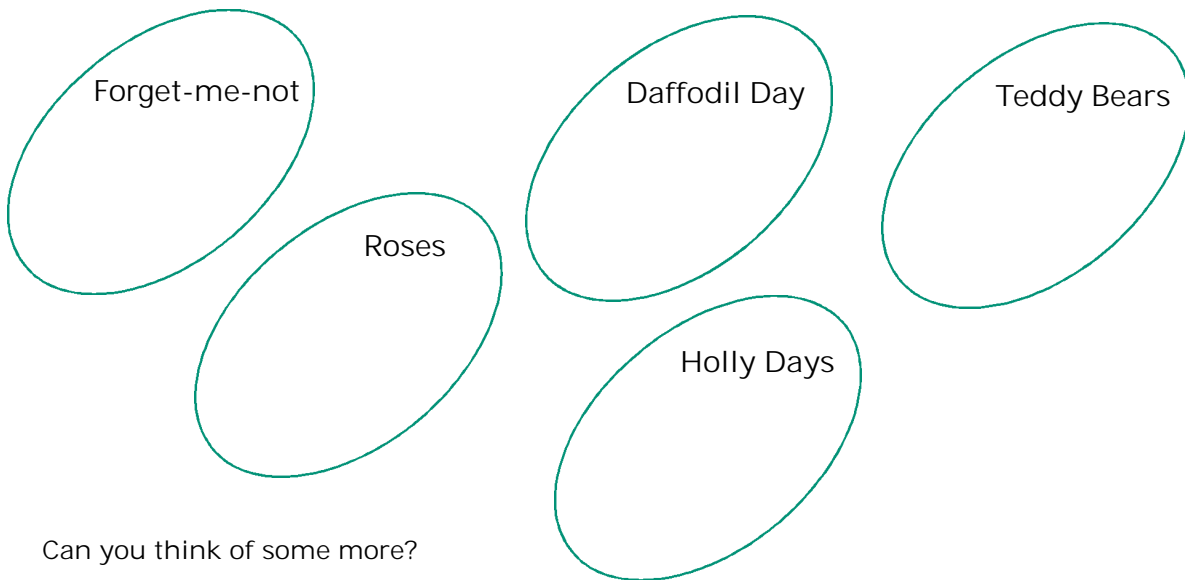 Forget-me-not
Daffodil Day
Teddy Bears
Roses
Holly Days
Can you think of some more?